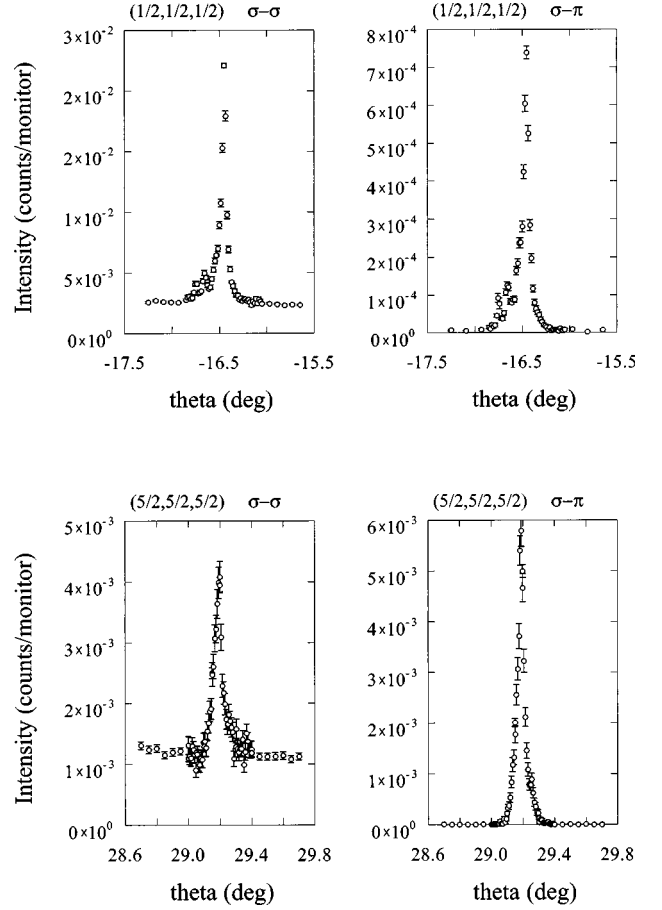 (1/2,1/2,1/2) σ−σ
3×10⁻²
2×10⁻²
2×10⁻²
1×10⁻²
5×10⁻³
0×10⁰
-17.5 -16.5 -15.5
theta (deg)
Intensity (counts/monitor)
(1/2,1/2,1/2) σ−π
8×10⁻⁴
7×10⁻⁴
6×10⁻⁴
5×10⁻⁴
4×10⁻⁴
3×10⁻⁴
2×10⁻⁴
1×10⁻⁴
0×10⁰
-17.5 -16.5 -15.5
theta (deg)
(5/2,5/2,5/2) σ−σ
5×10⁻³
4×10⁻³
3×10⁻³
2×10⁻³
1×10⁻³
0×10⁰
28.6 29.0 29.4 29.8
theta (deg)
Intensity (counts/monitor)
(5/2,5/2,5/2) σ−π
6×10⁻³
5×10⁻³
4×10⁻³
3×10⁻³
2×10⁻³
1×10⁻³
0×10⁰
28.6 29.0 29.4 29.8
theta (deg)